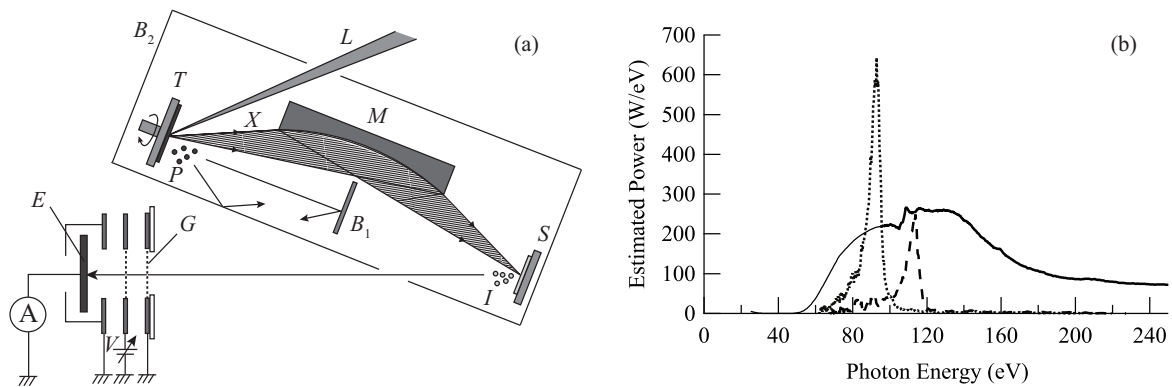 (a)
B₂
L
T
X
M
P
B₁
S
I
E
G
A
V
(b)
Estimated Power (W/eV)
700
600
500
400
300
200
100
0
0 40 80 120 160 200 240
Photon Energy (eV)